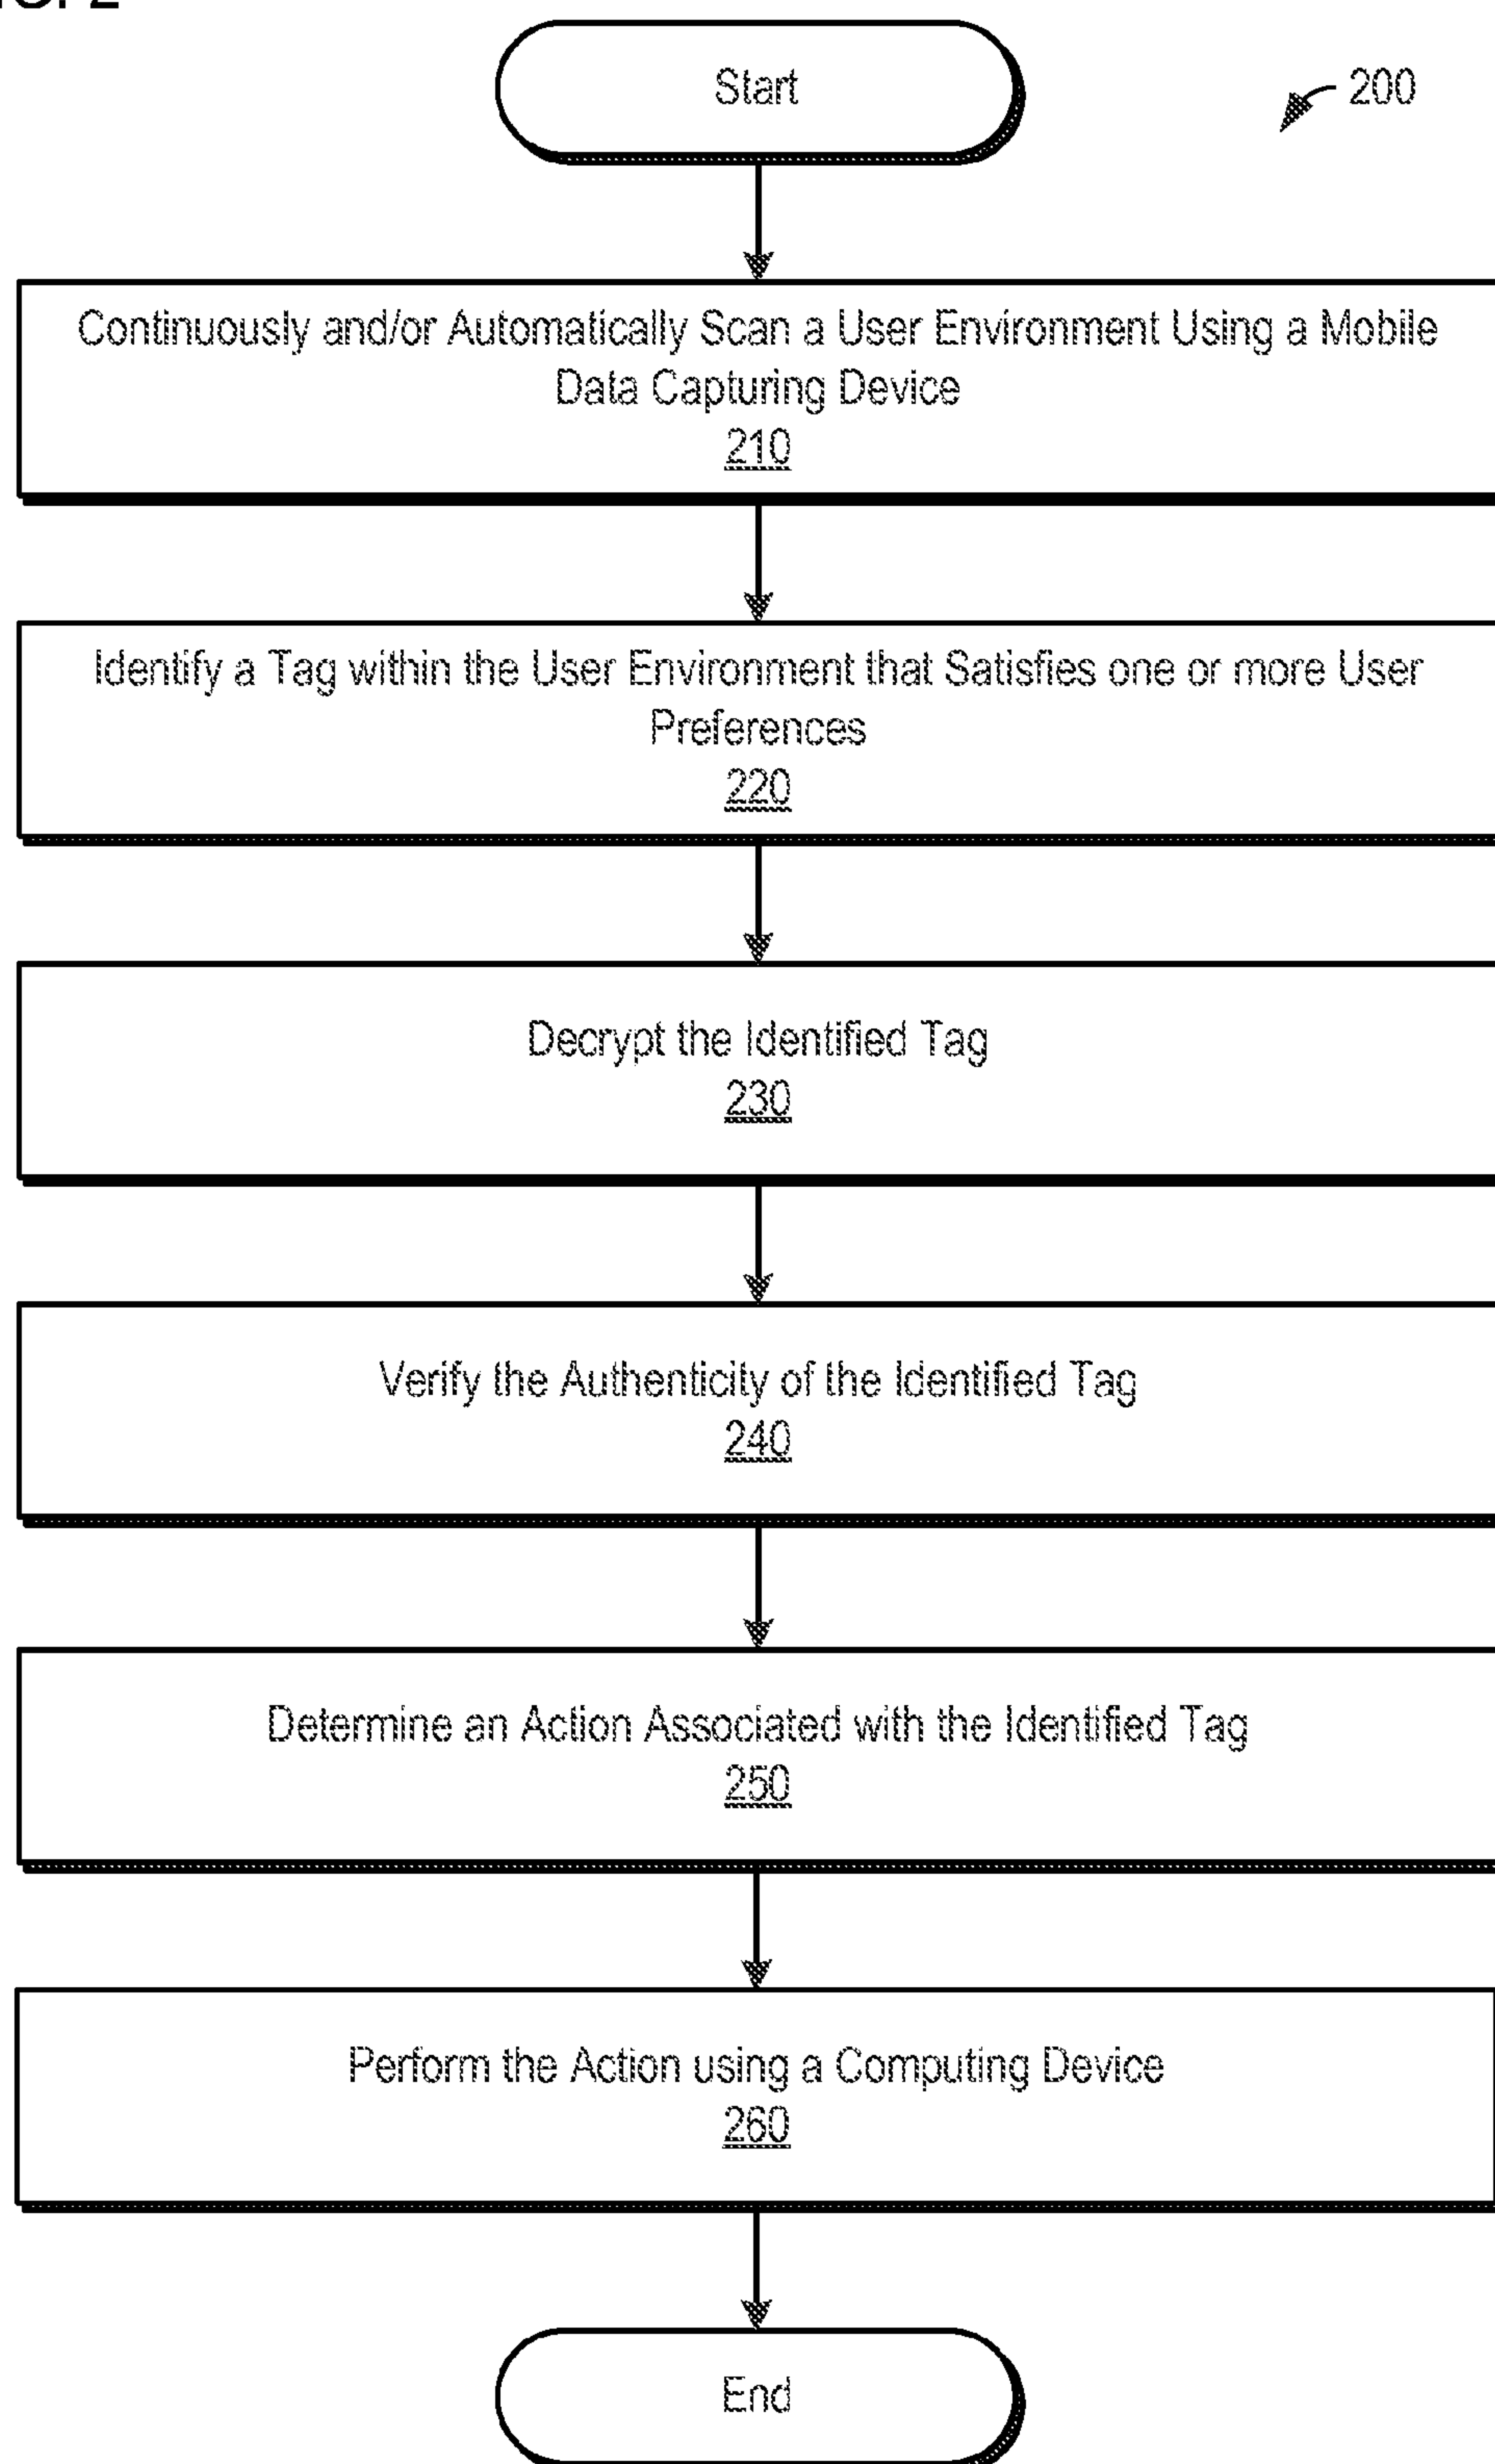 Start
200
Continuously and/or Automatically Scan a User Environment Using a Mobile
Data Capturing Device
210
Identify a Tag within the User Environment that Satisfies one or more User
Preferences
220
Decrypt the Identified Tag
230
Verify the Authenticity of the Identified Tag
240
Determine an Action Associated with the Identified Tag
250
Perform the Action using a Computing Device
260
End